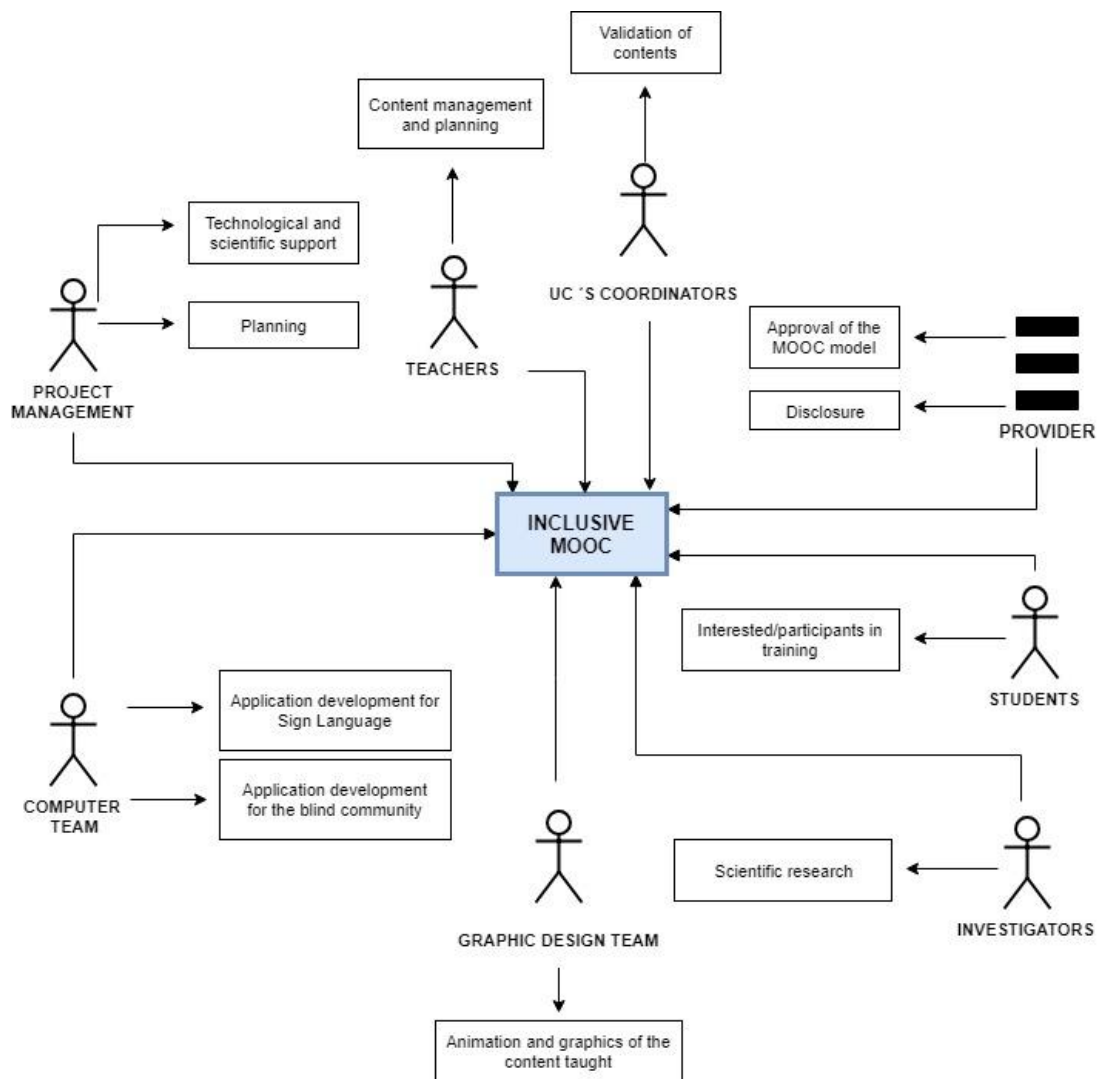 Validation of
contents
Content management
and planning
Technological and
scientific support
UC ´S COORDINATORS
Planning
Approval of the
MOOC model
TEACHERS
PROJECT
MANAGEMENT
Disclosure
PROVIDER
INCLUSIVE
MOOC
Interested/participants in
training
STUDENTS
Application development for
Sign Language
Application development
for the blind community
COMPUTER
TEAM
Scientific research
GRAPHIC DESIGN TEAM
INVESTIGATORS
Animation and graphics of the
content taught